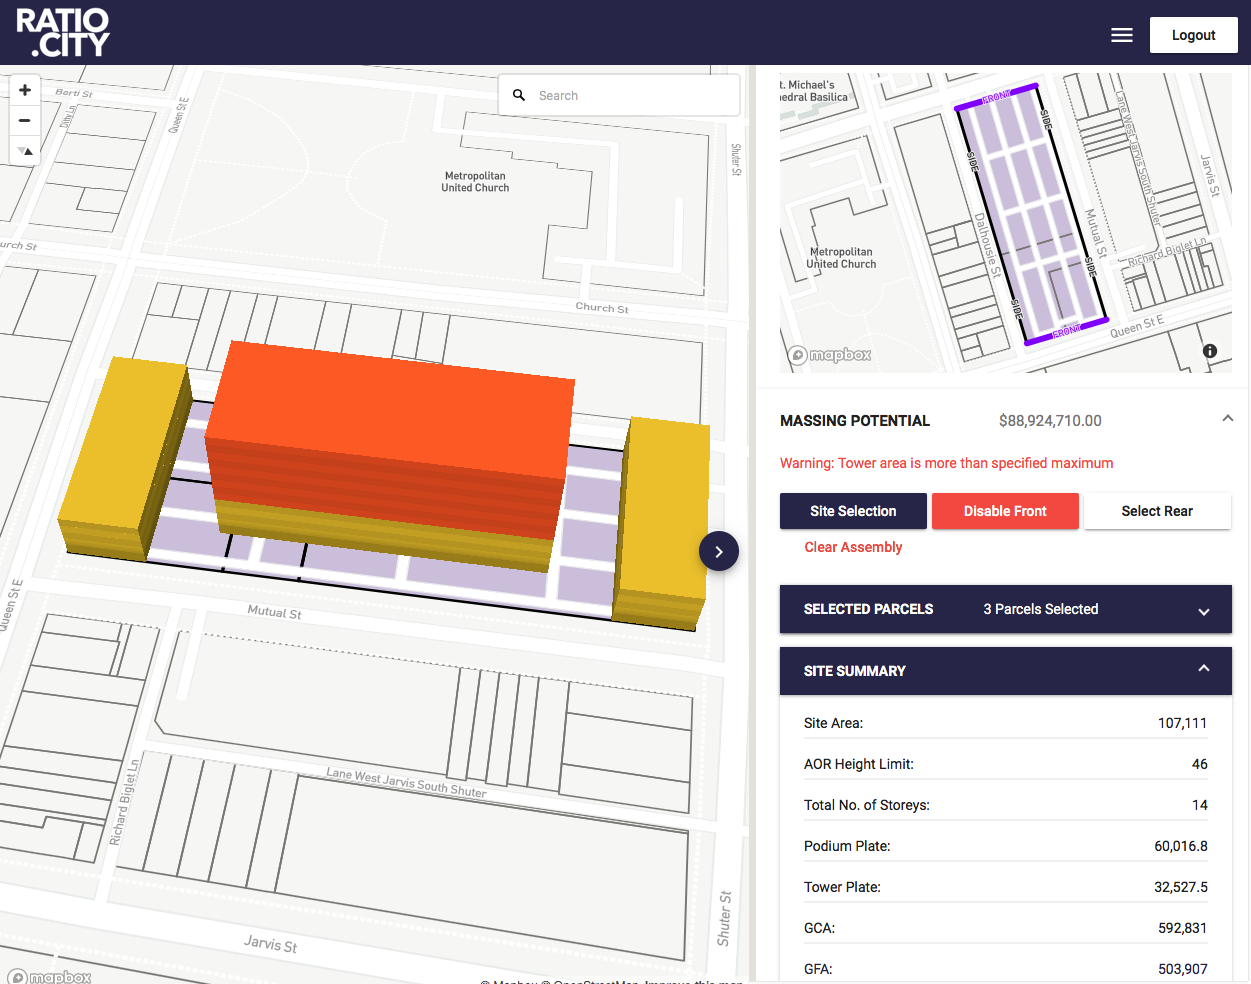 RATIO
.CITY
Logout
+
−
Search
Queen St E
Shuter St
Metropolitan
United Church
urch St
Church St
Mutual St
Queen St E
Richard Biglet Ln
Lane West Jarvis South Shuter
Shuter St
Jarvis St
mapbox
© Mapbox © OpenStreetMap Improve this map
t. Michael's
hedral Basilica
FRONT
SIDE
SIDE
Lane West Jarvis South Shuter
Jarvis St
Dalhousie St
Mutual St
Metropolitan
United Church
Richard Biglet Ln
SIDE
SIDE
FRONT
Queen St E
mapbox
MASSING POTENTIAL $88,924,710.00
Warning: Tower area is more than specified maximum
Site Selection Disable Front Select Rear
Clear Assembly
SELECTED PARCELS 3 Parcels Selected
SITE SUMMARY
Site Area: 107,111
AOR Height Limit: 46
Total No. of Storeys: 14
Podium Plate: 60,016.8
Tower Plate: 32,527.5
GCA: 592,831
GFA: 503,907